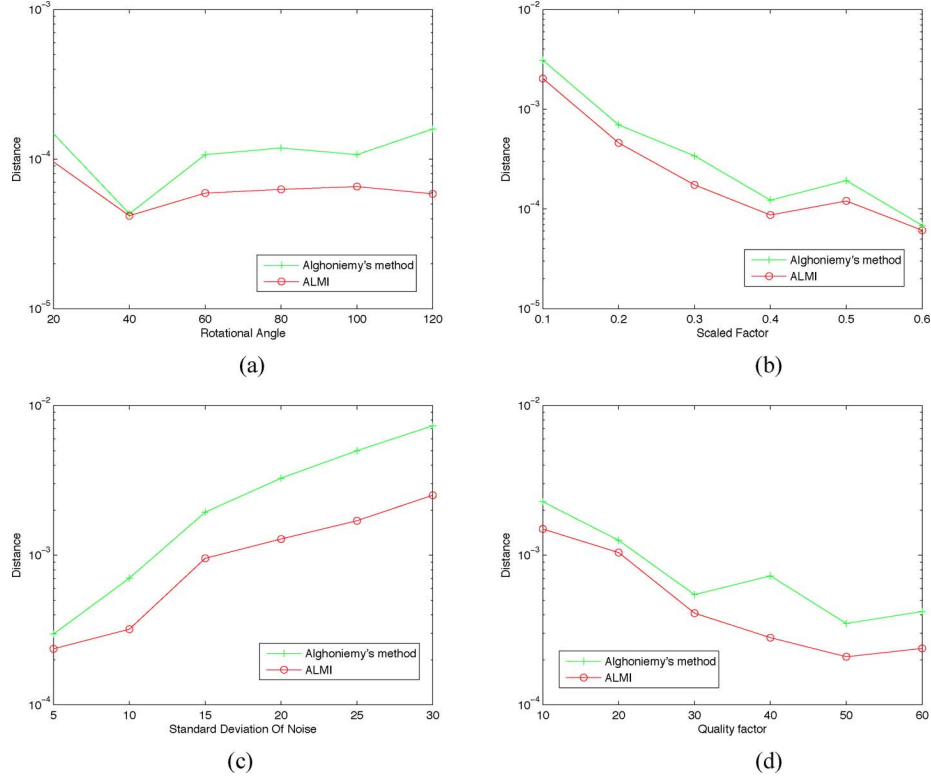 10^-3
10^-4
10^-5
Distance
20 40 60 80 100 120
Rotational Angle
Alghoniemy's method
ALMI
(a)
10^-2
10^-3
10^-4
10^-5
Distance
0.1 0.2 0.3 0.4 0.5 0.6
Scaled Factor
Alghoniemy's method
ALMI
(b)
10^-2
10^-3
10^-4
Distance
5 10 15 20 25 30
Standard Deviation Of Noise
Alghoniemy's method
ALMI
(c)
10^-2
10^-3
10^-4
Distance
10 20 30 40 50 60
Quality factor
Alghoniemy's method
ALMI
(d)